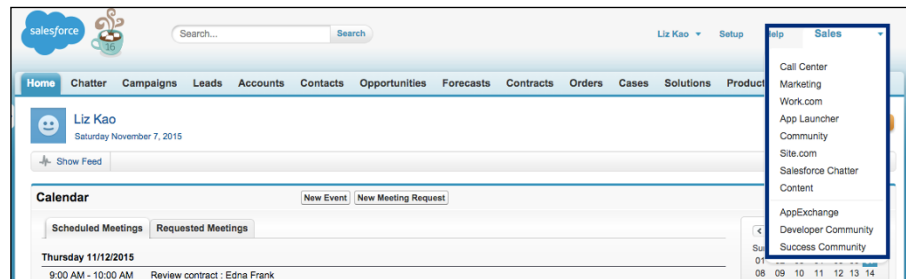 salesforce
16
Search...
Search
Liz Kao
Setup
Help
Sales
Home Chatter Campaigns Leads Accounts Contacts Opportunities Forecasts Contracts Orders Cases Solutions
Call Center
Marketing
Work.com
App Launcher
Community
Site.com
Salesforce Chatter
Content
AppExchange
Developer Community
Success Community
Liz Kao
Saturday November 7, 2015
Show Feed
Calendar
New Event New Meeting Request
Scheduled Meetings Requested Meetings
Thursday 11/12/2015
9:00 AM - 10:00 AM Review contract : Edna Frank
08 09 10 11 12 13 14